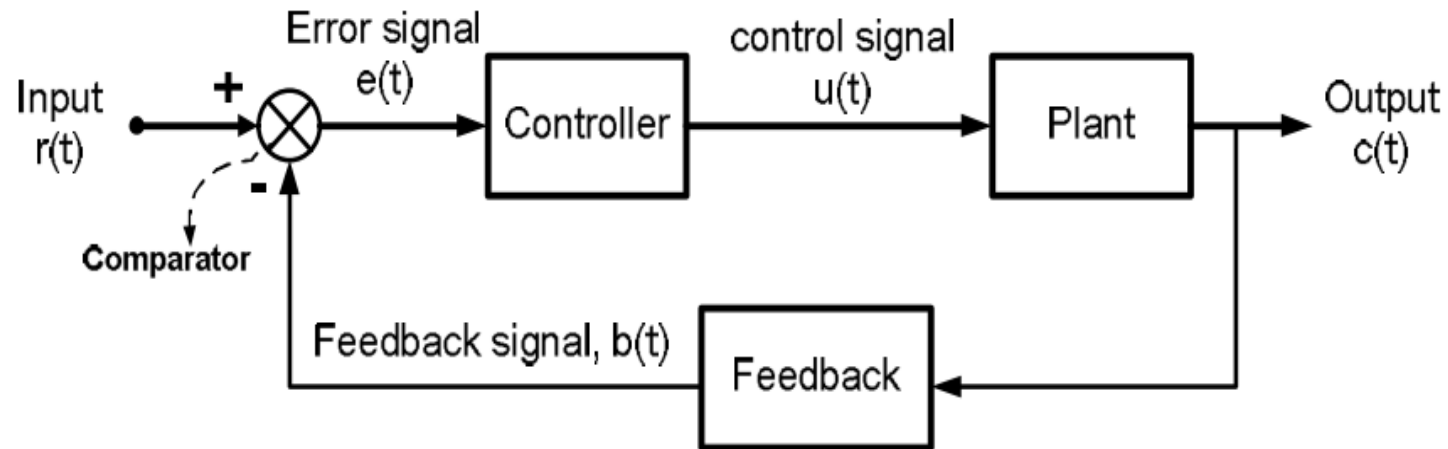 Input
r(t)
+
-
Comparator
Error signal
e(t)
Controller
control signal
u(t)
Plant
Output
c(t)
Feedback signal, b(t)
Feedback